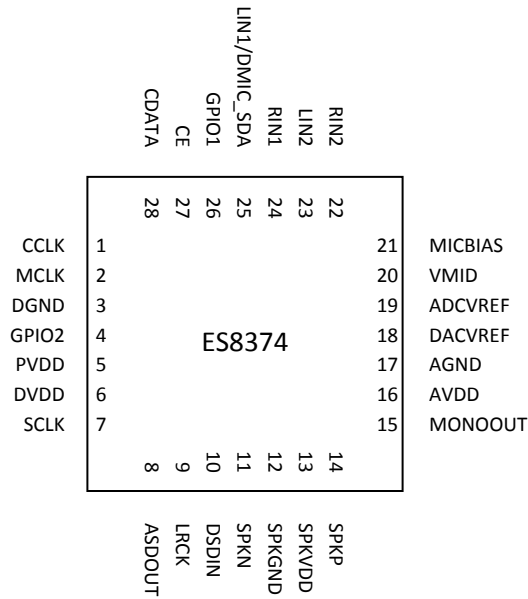 CDATA
CE
GPIO1
LIN1/DMIC_SDA
RIN1
LIN2
RIN2
28
27
26
25
24
23
22
CCLK 1
MCLK 2
DGND 3
GPIO2 4
PVDD 5
DVDD 6
SCLK 7
ES8374
21 MICBIAS
20 VMID
19 ADCVREF
18 DACVREF
17 AGND
16 AVDD
15 MONOOUT
8
9
10
11
12
13
14
ASDOUT
LRCK
DSDIN
SPKN
SPKGND
SPKVDD
SPKP